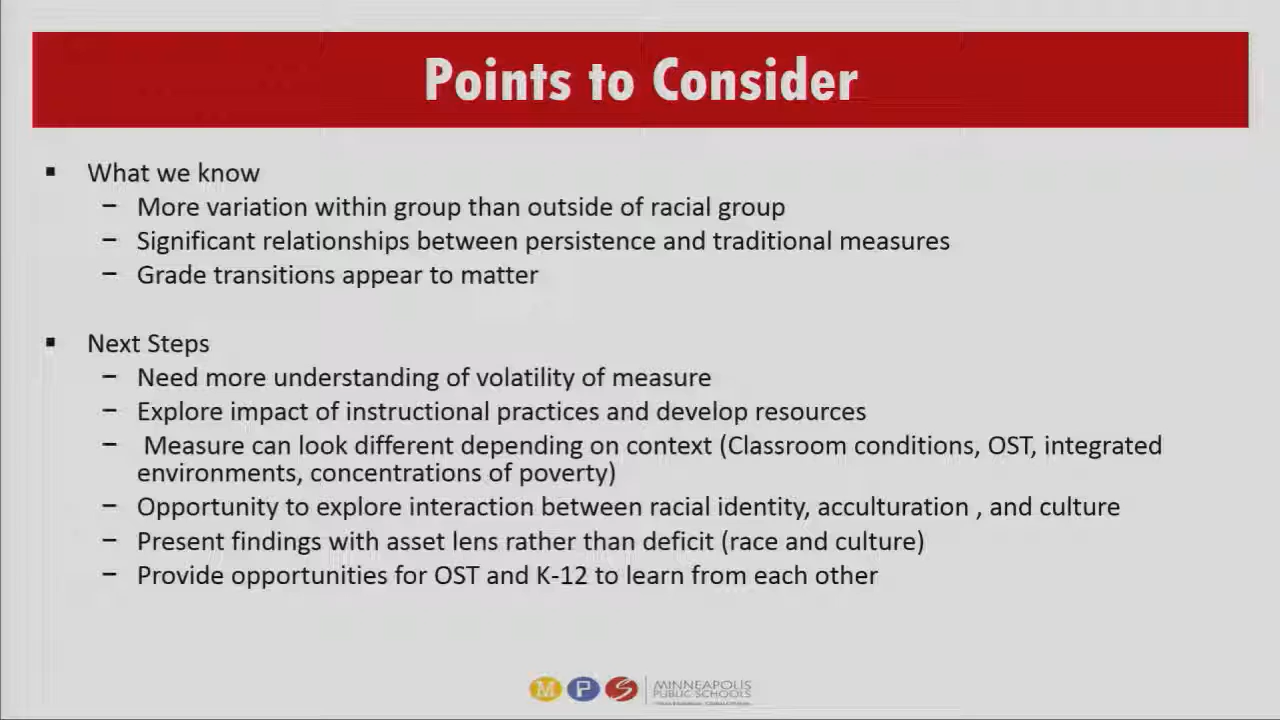 Points to Consider
▪ What we know
– More variation within group than outside of racial group
– Significant relationships between persistence and traditional measures
– Grade transitions appear to matter
▪ Next Steps
– Need more understanding of volatility of measure
– Explore impact of instructional practices and develop resources
– Measure can look different depending on context (Classroom conditions, OST, integrated
environments, concentrations of poverty)
– Opportunity to explore interaction between racial identity, acculturation , and culture
– Present findings with asset lens rather than deficit (race and culture)
– Provide opportunities for OST and K-12 to learn from each other
M P S
MINNEAPOLIS
PUBLIC SCHOOLS